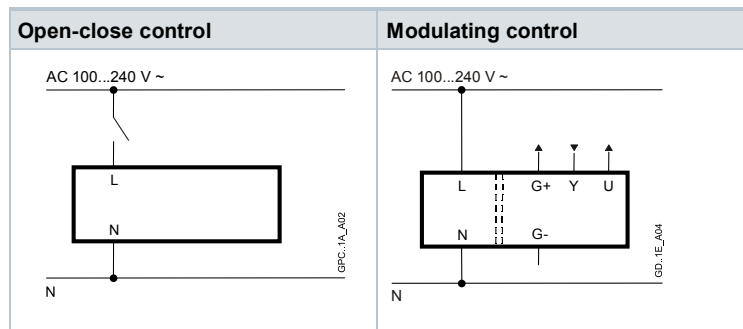 Open-close control
Modulating control
AC 100...240 V ~
L
N
N
GPC..1A_A02
AC 100...240 V ~
L
G+
Y
U
N
G-
N
GD..1E_A04